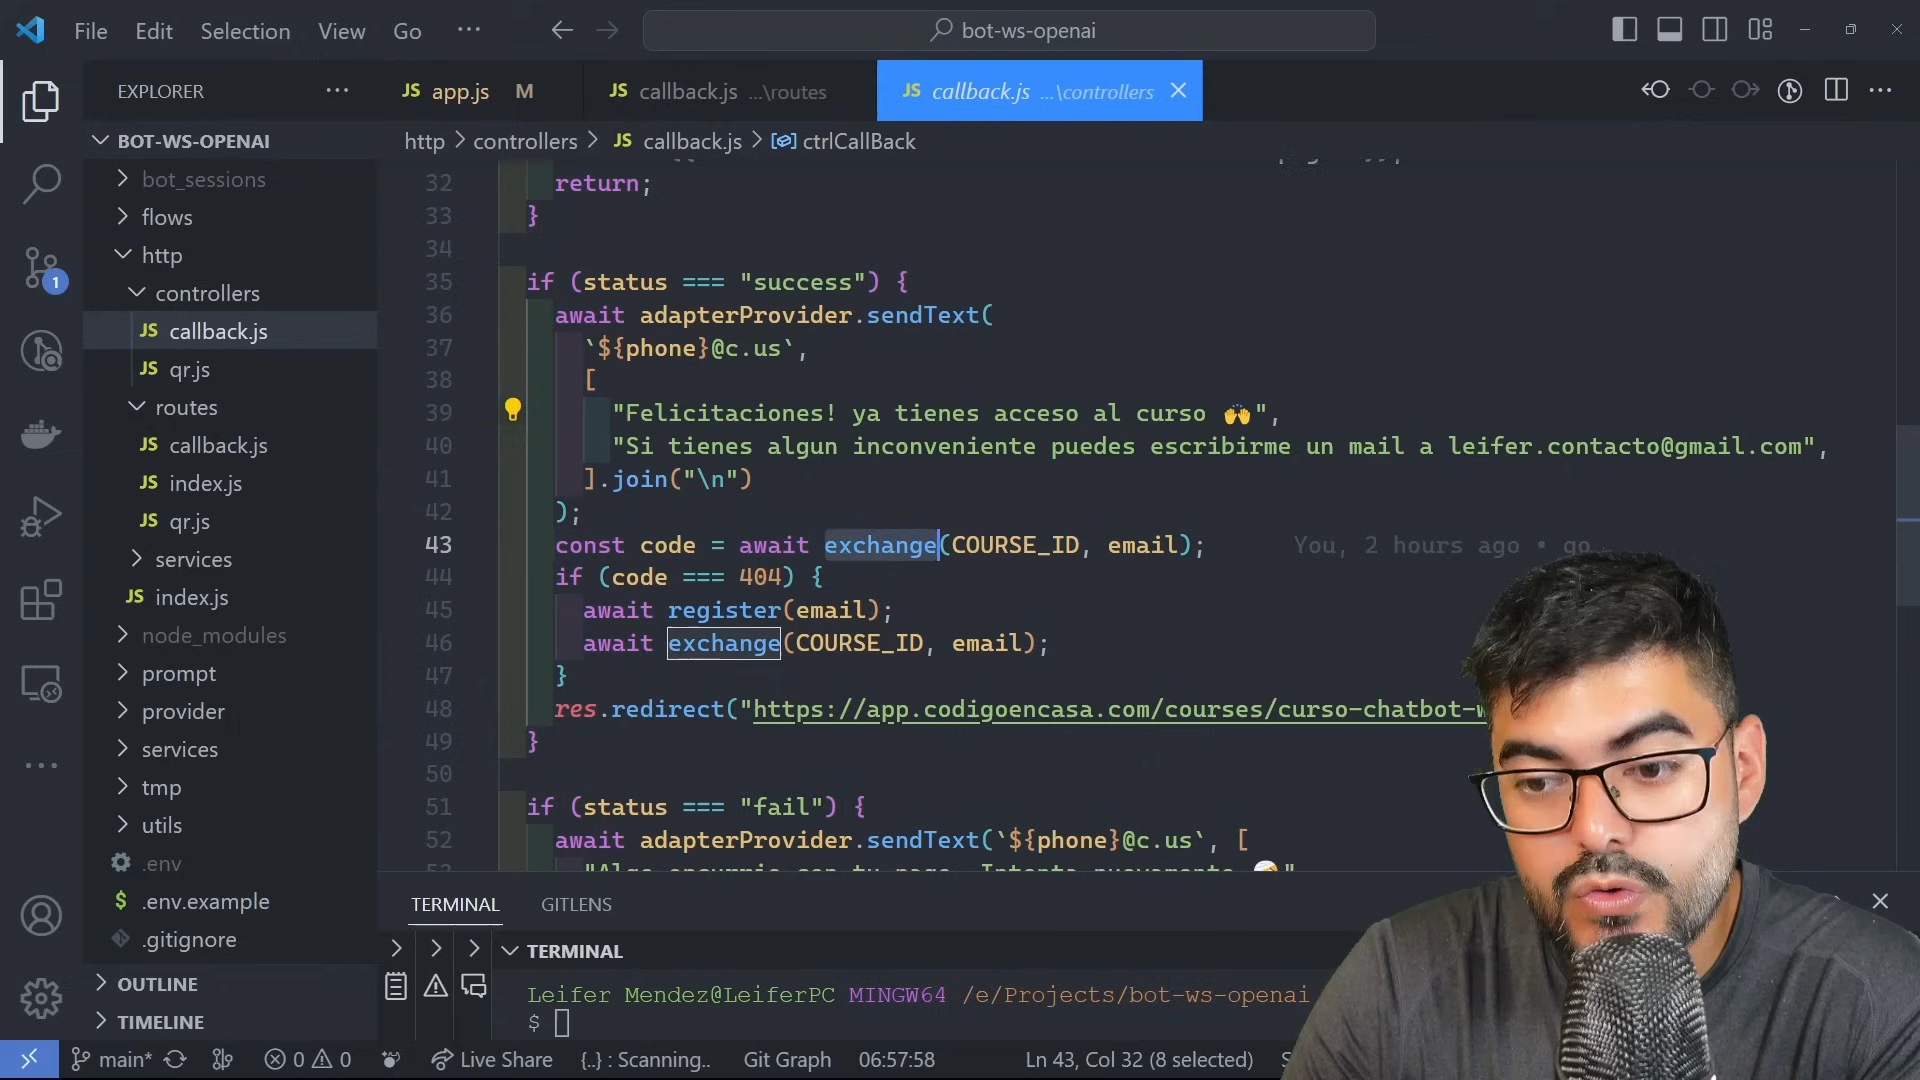 File Edit Selection View Go ··· bot-ws-openai
EXPLORER ···
JS app.js M
JS callback.js ...\routes
JS callback.js ...\controllers
BOT-WS-OPENAI
http > controllers > JS callback.js > ctrlCallBack
bot_sessions
flows
http
controllers
JS callback.js
JS qr.js
routes
JS callback.js
JS index.js
JS qr.js
services
JS index.js
node_modules
prompt
provider
services
tmp
utils
.env
$ .env.example
.gitignore
OUTLINE
TIMELINE
1
32 return;
33 }
34
35 if (status === "success") {
36 await adapterProvider.sendText(
37 `${phone}@c.us`,
38 [
39 "Felicitaciones! ya tienes acceso al curso 🙌",
40 "Si tienes algun inconveniente puedes escribirme un mail a leifer.contacto@gmail.com",
41 ].join("\n")
42 );
43 const code = await exchange(COURSE_ID, email); You, 2 hours ago • go
44 if (code === 404) {
45 await register(email);
46 await exchange(COURSE_ID, email);
47 }
48 res.redirect("https://app.codigoencasa.com/courses/curso-chatbot-
49 }
50
51 if (status === "fail") {
52 await adapterProvider.sendText(`${phone}@c.us`, [
TERMINAL GITLENS
TERMINAL
Leifer Mendez@LeiferPC MINGW64 /e/Projects/bot-ws-openai
$
main* 0 0 Live Share {..} : Scanning.. Git Graph 06:57:58 Ln 43, Col 32 (8 selected)